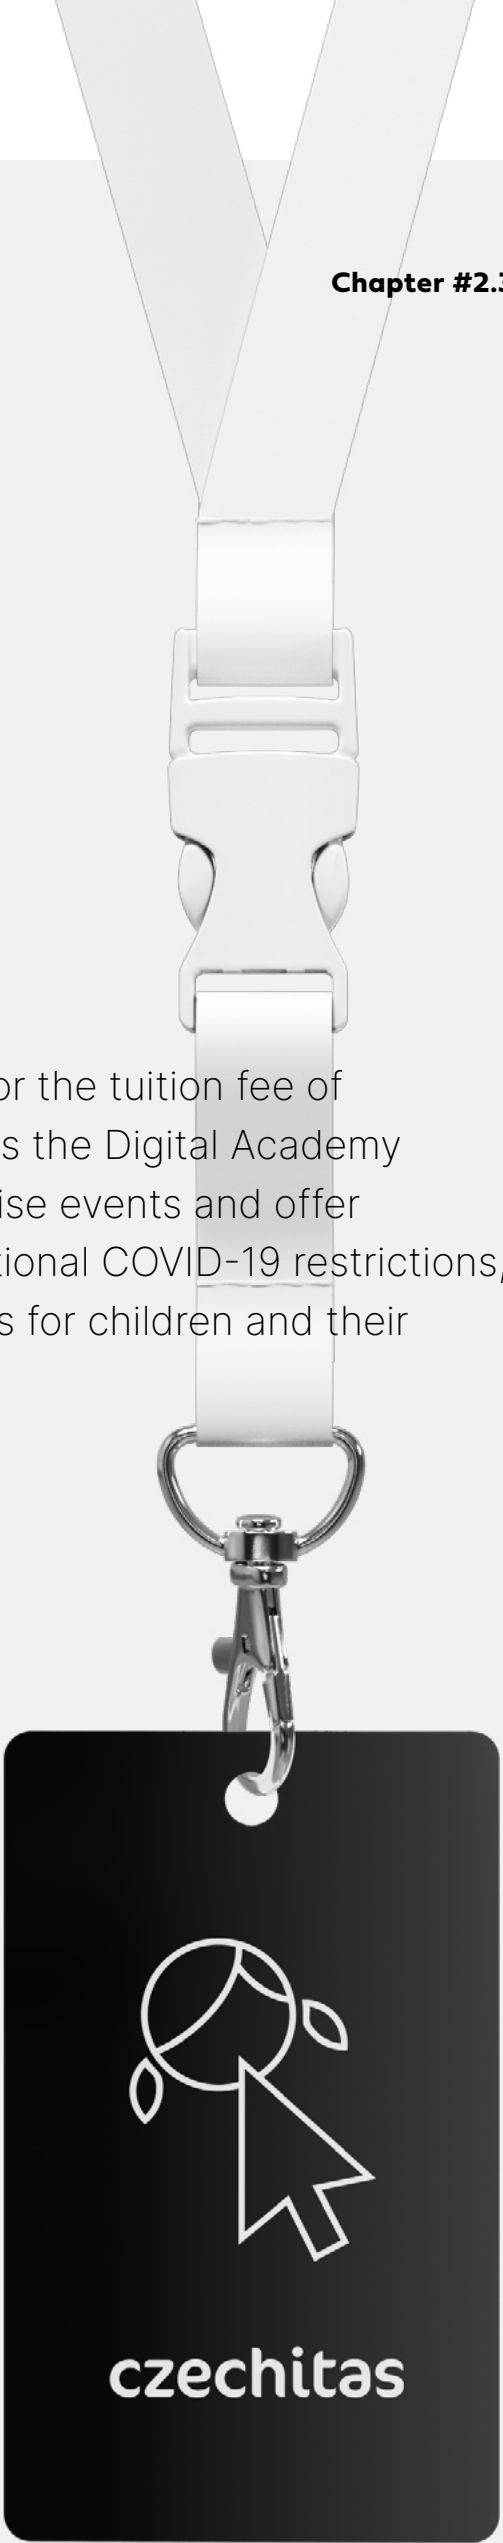 Chapter #2.3
or the tuition fee of
s the Digital Academy
ise events and offer
tional COVID-19 restrictions,
s for children and their
czechitas